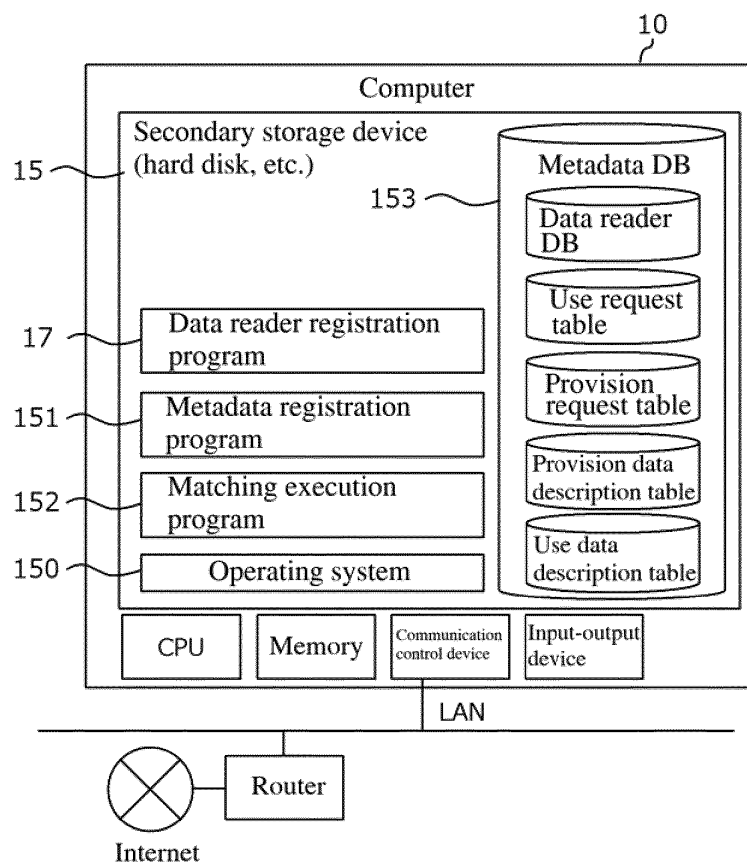 10
Computer
Secondary storage device
(hard disk, etc.)
15
Metadata DB
153
Data reader
DB
Use request
table
17
Data reader registration
program
Provision
request table
151
Metadata registration
program
Provision data
description table
152
Matching execution
program
Use data
description table
150
Operating system
CPU
Memory
Communication
control device
Input-output
device
LAN
Router
Internet